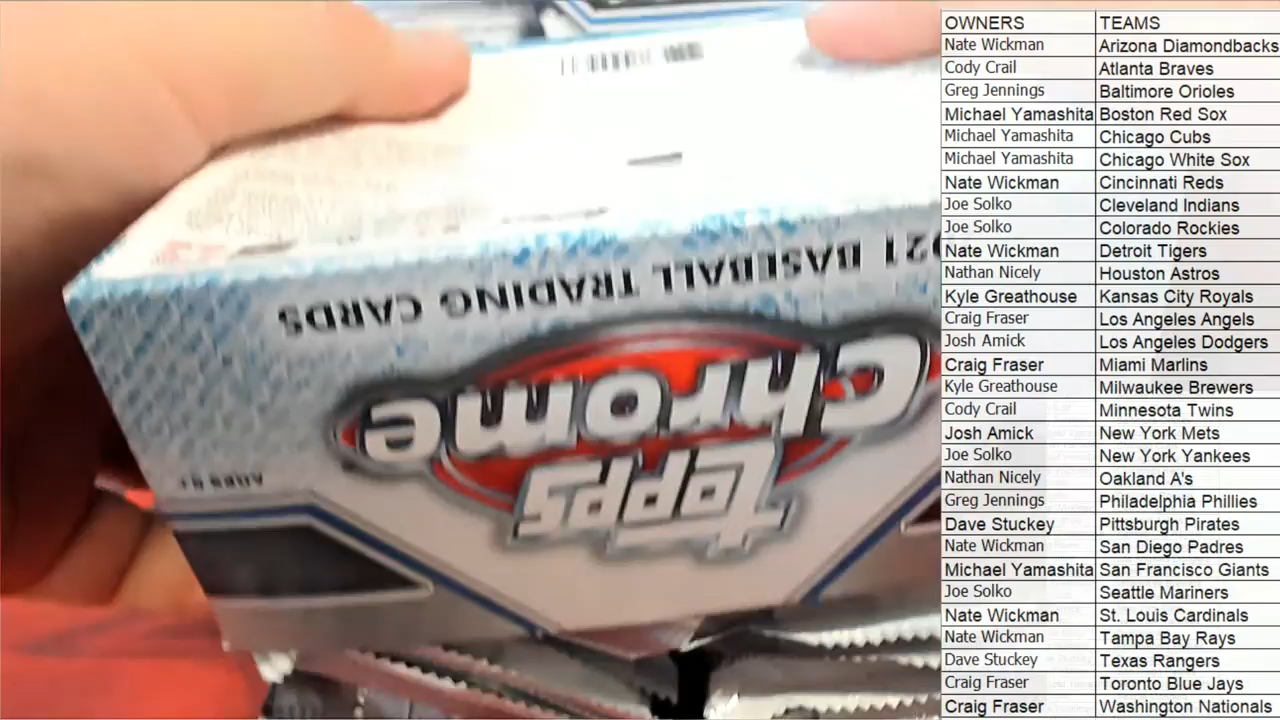 21 BASEBALL TRADING CARDS
Topps
Chrome
AGES 9+
OWNERS TEAMS
Nate Wickman Arizona Diamondbacks
Cody Crail Atlanta Braves
Greg Jennings Baltimore Orioles
Michael Yamashita Boston Red Sox
Michael Yamashita Chicago Cubs
Michael Yamashita Chicago White Sox
Nate Wickman Cincinnati Reds
Joe Solko Cleveland Indians
Joe Solko Colorado Rockies
Nate Wickman Detroit Tigers
Nathan Nicely Houston Astros
Kyle Greathouse Kansas City Royals
Craig Fraser Los Angeles Angels
Josh Amick Los Angeles Dodgers
Craig Fraser Miami Marlins
Kyle Greathouse Milwaukee Brewers
Cody Crail Minnesota Twins
Josh Amick New York Mets
Joe Solko New York Yankees
Nathan Nicely Oakland A's
Greg Jennings Philadelphia Phillies
Dave Stuckey Pittsburgh Pirates
Nate Wickman San Diego Padres
Michael Yamashita San Francisco Giants
Joe Solko Seattle Mariners
Nate Wickman St. Louis Cardinals
Nate Wickman Tampa Bay Rays
Dave Stuckey Texas Rangers
Craig Fraser Toronto Blue Jays
Craig Fraser Washington Nationals